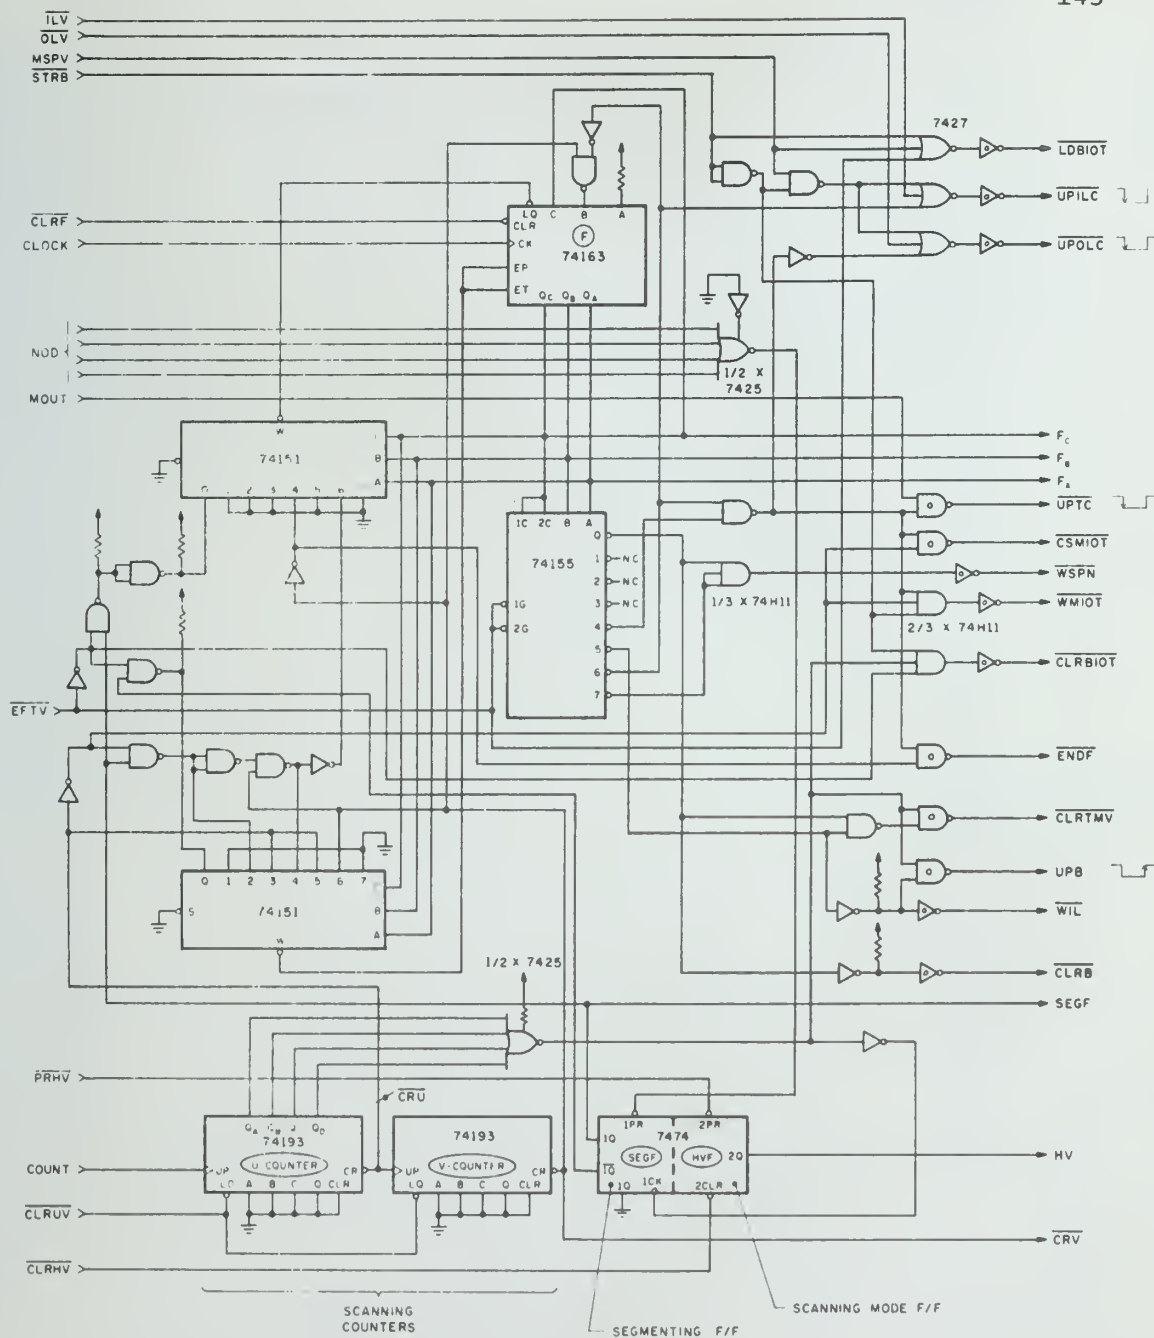 145
ILV
OLV
MSPV
STRB
7427
LDBIOT
UPILC
UPOLC
CLRF
CLOCK
LD C B A
CLR
F
CK
74163
EP
ET
QC QB QA
NOD
1/2 X
7425
MOUT
W
74151
B
A
0 1 2 3 4 5 6
FC
FB
FA
UPTC
CSMIOT
WSPN
WMIOT
CLRBIOT
1C 2C B A
0
74155
1 NC
2 NC
3 NC
1G
2G
4
5
6
7
1/3 X 74H11
2/3 X 74H11
EFTV
ENDF
CLRTMV
UPB
WIL
CLRB
SEGF
0 1 2 3 4 5 6 7
S
74151
B
A
W
1/2 X 7425
PRHV
CRU
QA QB QD
74193
U-COUNTER
UP
CR
LD A B C D CLR
74193
V-COUNTER
UP
CR
LD A B C D CLR
1PR 2PR
1Q 7474
SEGF HVF 2Q
1Q
1D 1CK 2CLR
COUNT
CLRUV
CLRHV
HV
CRV
SCANNING
COUNTERS
SCANNING MODE F/F
SEGMENTING F/F